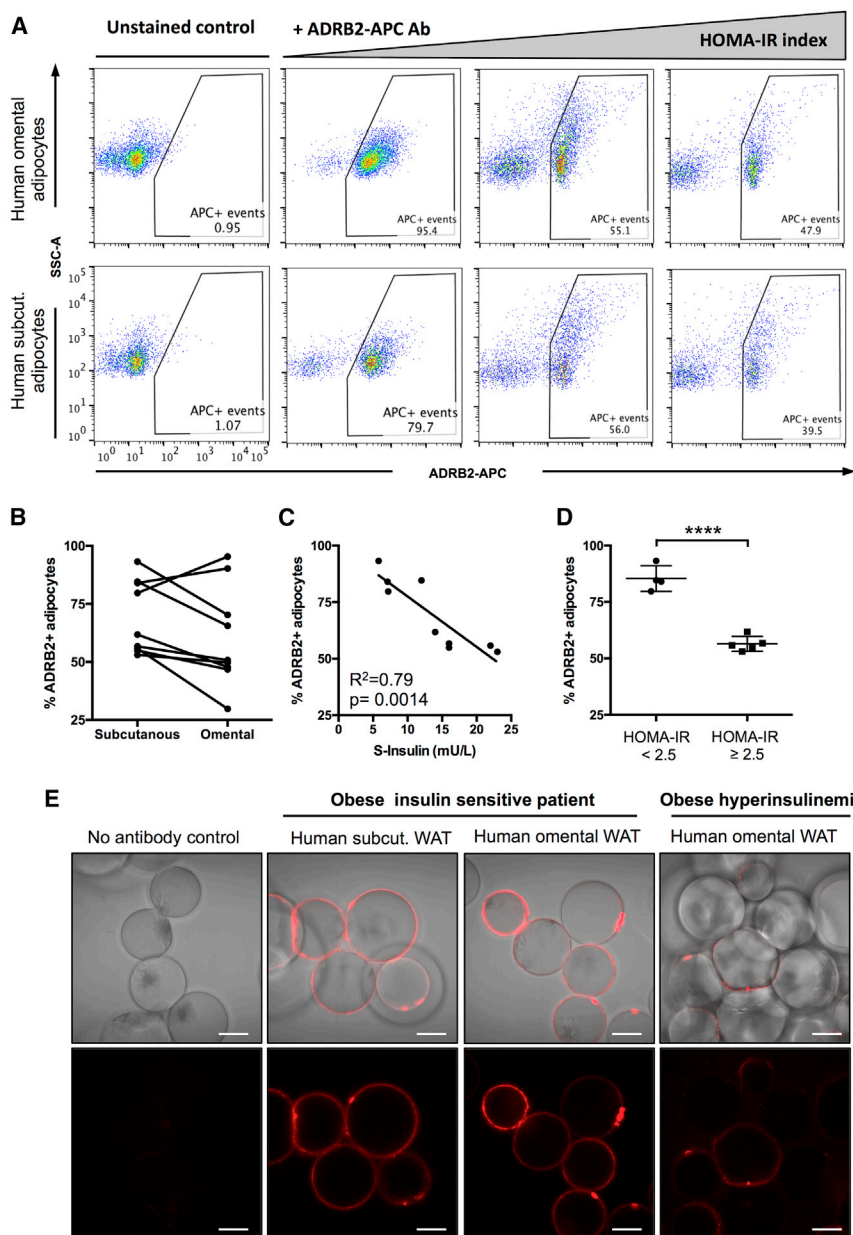 A
Unstained control
+ ADRB2-APC Ab
HOMA-IR index
Human omental
adipocytes
APC+ events
0.95
APC+ events
95.4
APC+ events
55.1
APC+ events
47.9
SSC-A
Human subcut.
adipocytes
10⁵
10⁴
10³
10²
10¹
10⁰
APC+ events
1.07
APC+ events
79.7
APC+ events
56.0
APC+ events
39.5
10⁰ 10¹ 10² 10³ 10⁴ 10⁵
ADRB2-APC
B
% ADRB2+ adipocytes
100
75
50
25
Subcutanous Omental
C
% ADRB2+ adipocytes
100
75
50
25
R²=0.79
p= 0.0014
0 5 10 15 20 25
S-Insulin (mU/L)
D
% ADRB2+ adipocytes
100
75
50
25
****
HOMA-IR
< 2.5
HOMA-IR
≥ 2.5
E
Obese insulin sensitive patient
Obese hyperinsulinemi
No antibody control
Human subcut. WAT
Human omental WAT
Human omental WAT